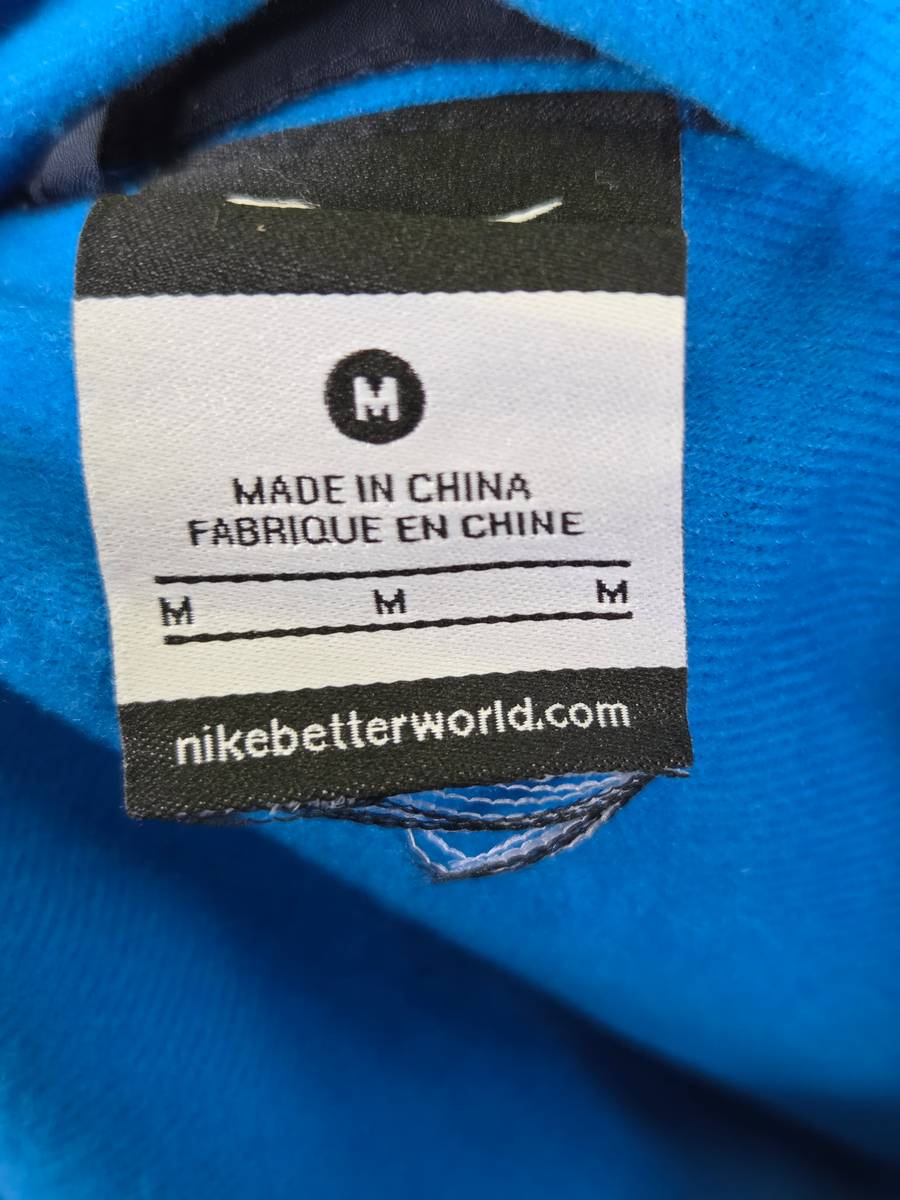 M
MADE IN CHINA
FABRIQUE EN CHINE
M M M
nikebetterworld.com